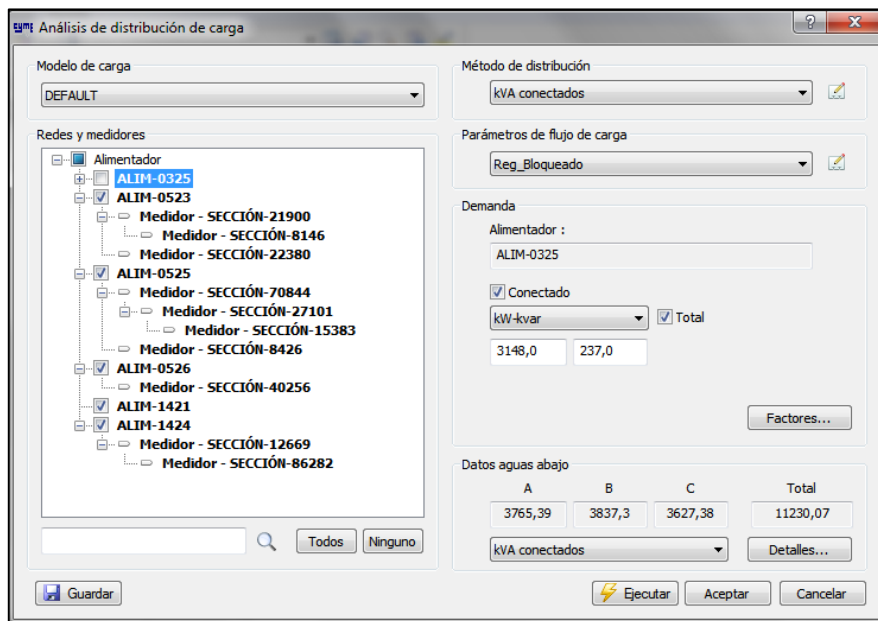 CYME Análisis de distribución de carga
Modelo de carga
DEFAULT
Redes y medidores
Alimentador
ALIM-0325
ALIM-0523
Medidor - SECCIÓN-21900
Medidor - SECCIÓN-8146
Medidor - SECCIÓN-22380
ALIM-0525
Medidor - SECCIÓN-70844
Medidor - SECCIÓN-27101
Medidor - SECCIÓN-15383
Medidor - SECCIÓN-8426
ALIM-0526
Medidor - SECCIÓN-40256
ALIM-1421
ALIM-1424
Medidor - SECCIÓN-12669
Medidor - SECCIÓN-86282
Todos Ninguno
Método de distribución
kVA conectados
Parámetros de flujo de carga
Reg_Bloqueado
Demanda
Alimentador :
ALIM-0325
Conectado
kW-kvar Total
3148,0 237,0
Factores...
Datos aguas abajo
A B C Total
3765,39 3837,3 3627,38 11230,07
kVA conectados Detalles...
Guardar Ejecutar Aceptar Cancelar